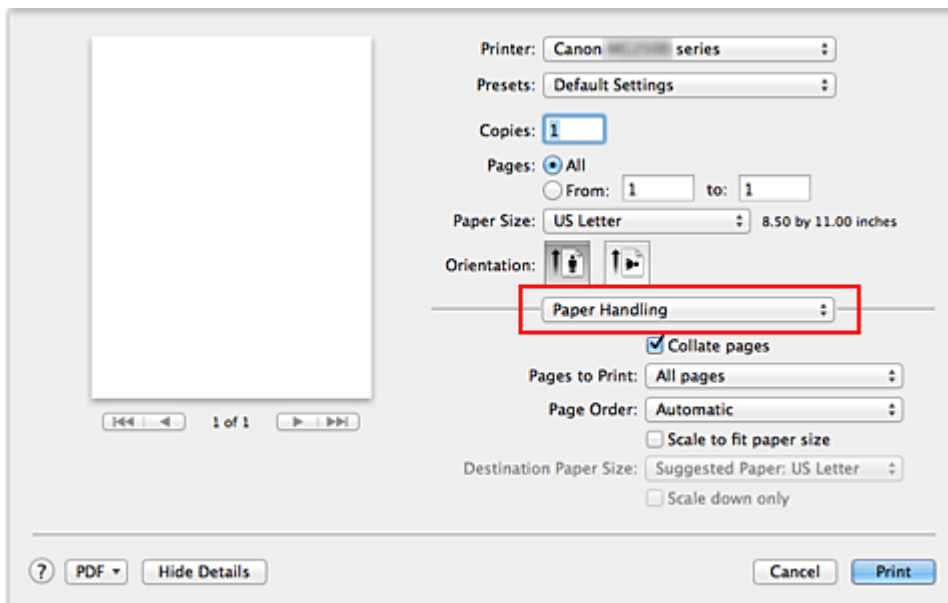 Printer: Canon series
Presets: Default Settings
Copies: 1
Pages: All
From: 1 to: 1
Paper Size: US Letter 8.50 by 11.00 inches
Orientation:
Paper Handling
Collate pages
Pages to Print: All pages
1 of 1
Page Order: Automatic
Scale to fit paper size
Destination Paper Size: Suggested Paper: US Letter
Scale down only
? PDF Hide Details Cancel Print